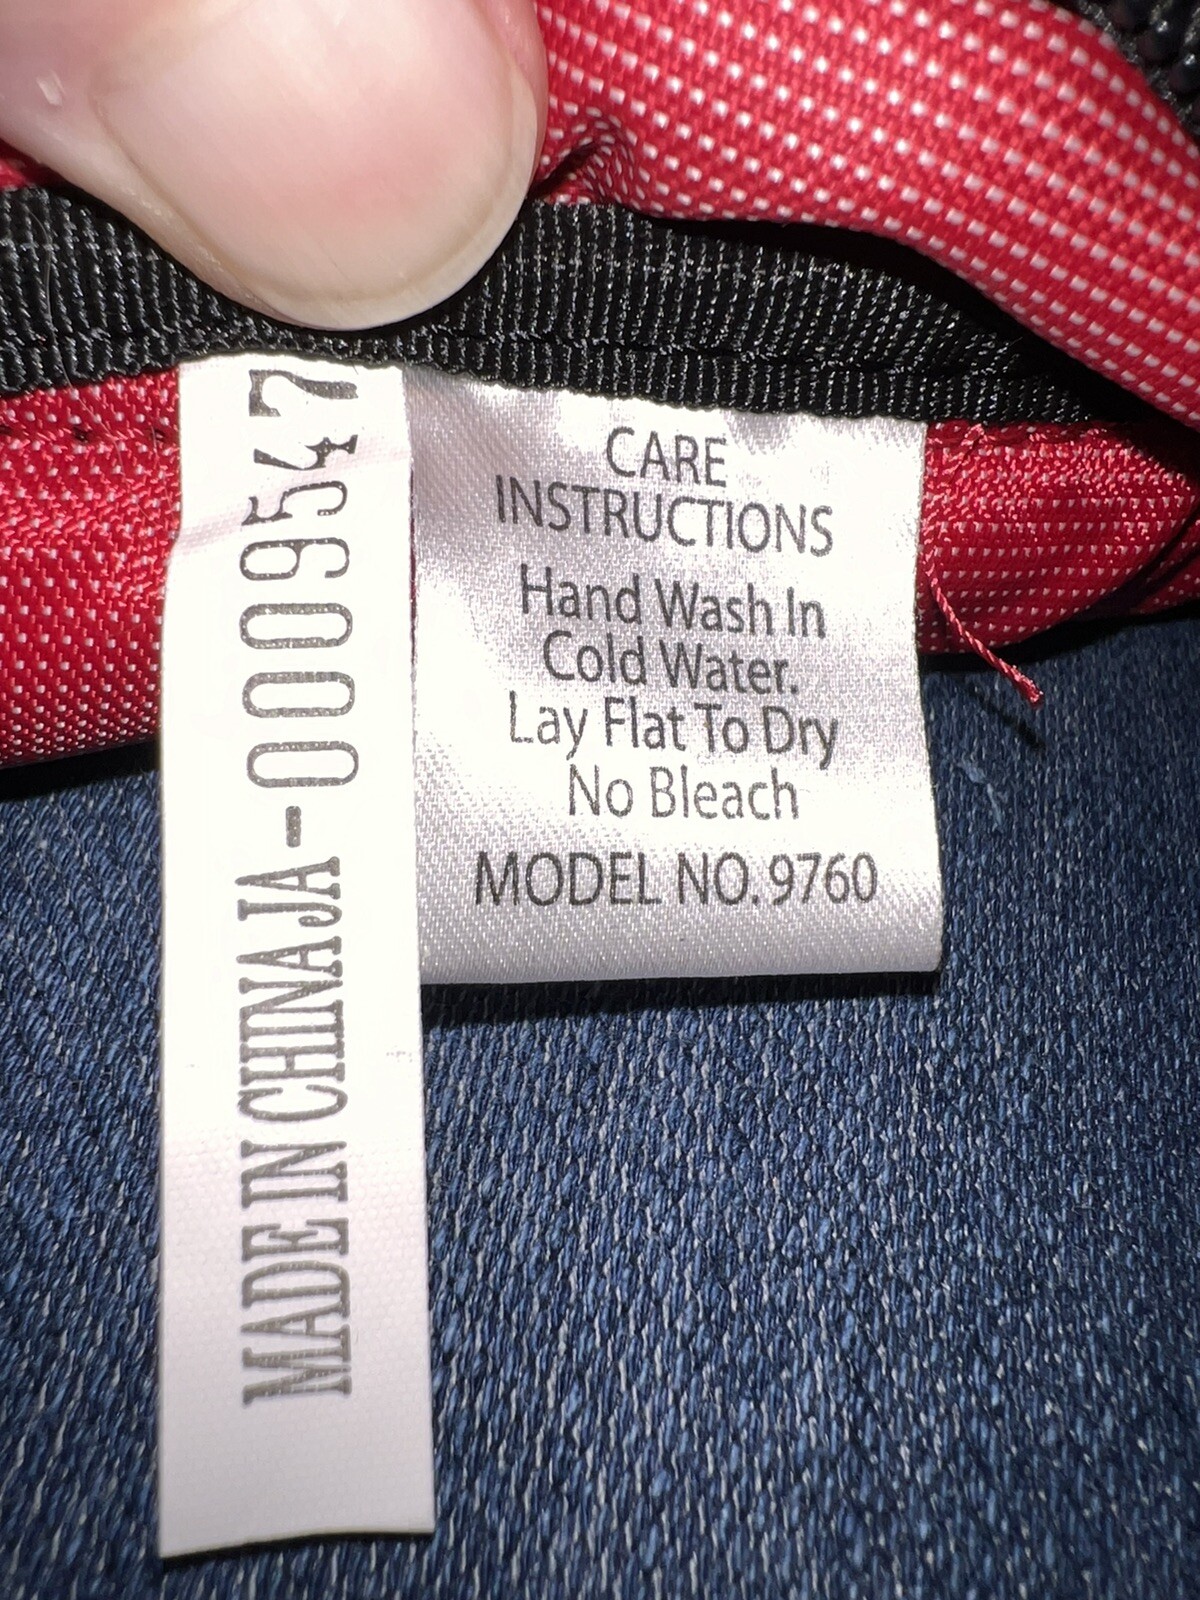 MADE IN CHINA JA-0009547
CARE
INSTRUCTIONS
Hand Wash In
Cold Water.
Lay Flat To Dry
No Bleach
MODEL NO. 9760